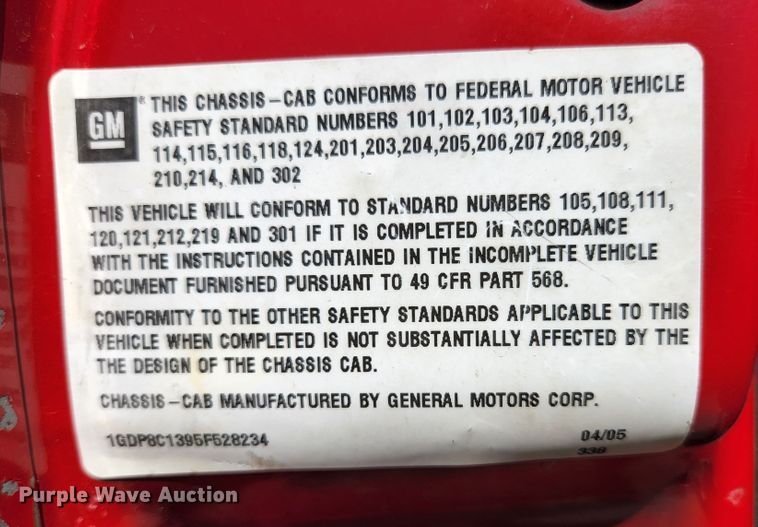 GM
® THIS CHASSIS-CAB CONFORMS TO FEDERAL MOTOR VEHICLE
SAFETY STANDARD NUMBERS 101,102,103,104,106,113,
114,115,116,118,124,201,203,204,205,206,207,208,209,
210,214, AND 302
THIS VEHICLE WILL CONFORM TO STANDARD NUMBERS 105,108,111,
120,121,212,219 AND 301 IF IT IS COMPLETED IN ACCORDANCE
WITH THE INSTRUCTIONS CONTAINED IN THE INCOMPLETE VEHICLE
DOCUMENT FURNISHED PURSUANT TO 49 CFR PART 568.
CONFORMITY TO THE OTHER SAFETY STANDARDS APPLICABLE TO THIS
VEHICLE WHEN COMPLETED IS NOT SUBSTANTIALLY AFFECTED BY THE
THE DESIGN OF THE CHASSIS CAB.
CHASSIS-CAB MANUFACTURED BY GENERAL MOTORS CORP.
1GDP8C1395F528234 04/05
338
Purple Wave Auction